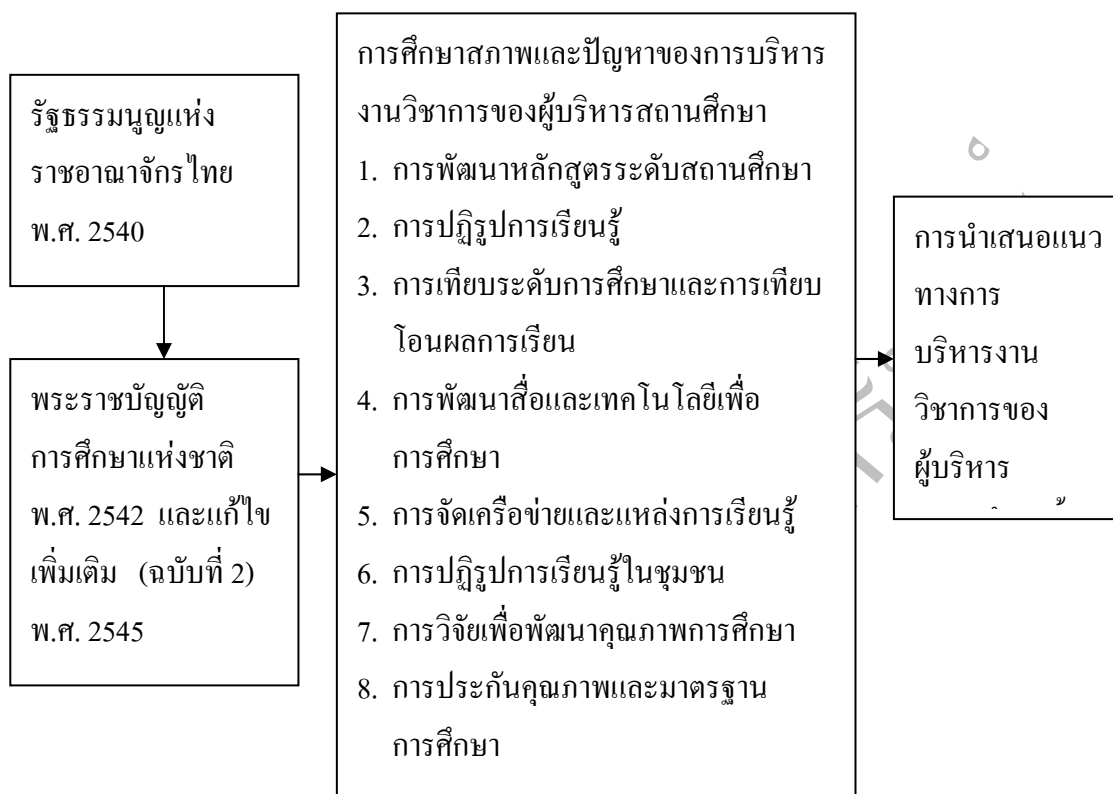 รัฐธรรมนูญแห่ง
ราชอาณาจักรไทย
พ.ศ. 2540
พระราชบัญญัติ
การศึกษาแห่งชาติ
พ.ศ. 2542 และแก้ไข
เพิ่มเติม (ฉบับที่ 2)
พ.ศ. 2545
การศึกษาสภาพและปัญหาของการบริหาร
งานวิชาการของผู้บริหารสถานศึกษา
1. การพัฒนาหลักสูตรระดับสถานศึกษา
2. การปฏิรูปการเรียนรู้
3. การเทียบระดับการศึกษาและการเทียบ
โอนผลการเรียน
4. การพัฒนาสื่อและเทคโนโลยีเพื่อ
การศึกษา
5. การจัดเครือข่ายและแหล่งการเรียนรู้
6. การปฏิรูปการเรียนรู้ในชุมชน
7. การวิจัยเพื่อพัฒนาคุณภาพการศึกษา
8. การประกันคุณภาพและมาตรฐาน
การศึกษา
การนำเสนอแนว
ทางการ
บริหารงาน
วิชาการของ
ผู้บริหาร